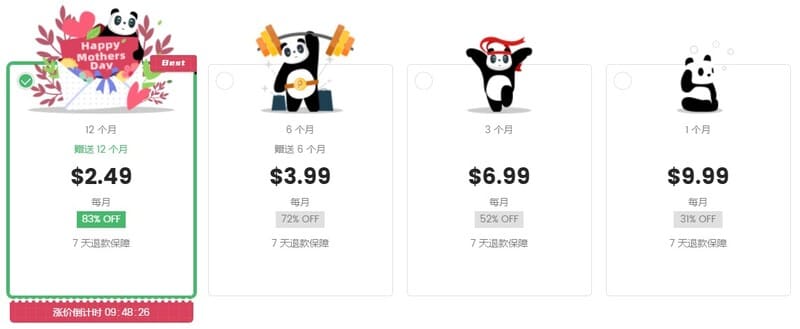 Happy
Mothers
Day
Best
12 个月
赠送 12 个月
$2.49
每月
83% OFF
7 天退款保障
涨价倒计时 09:48:26
6 个月
赠送 6 个月
$3.99
每月
72% OFF
7 天退款保障
3 个月
$6.99
每月
52% OFF
7 天退款保障
1 个月
$9.99
每月
31% OFF
7 天退款保障